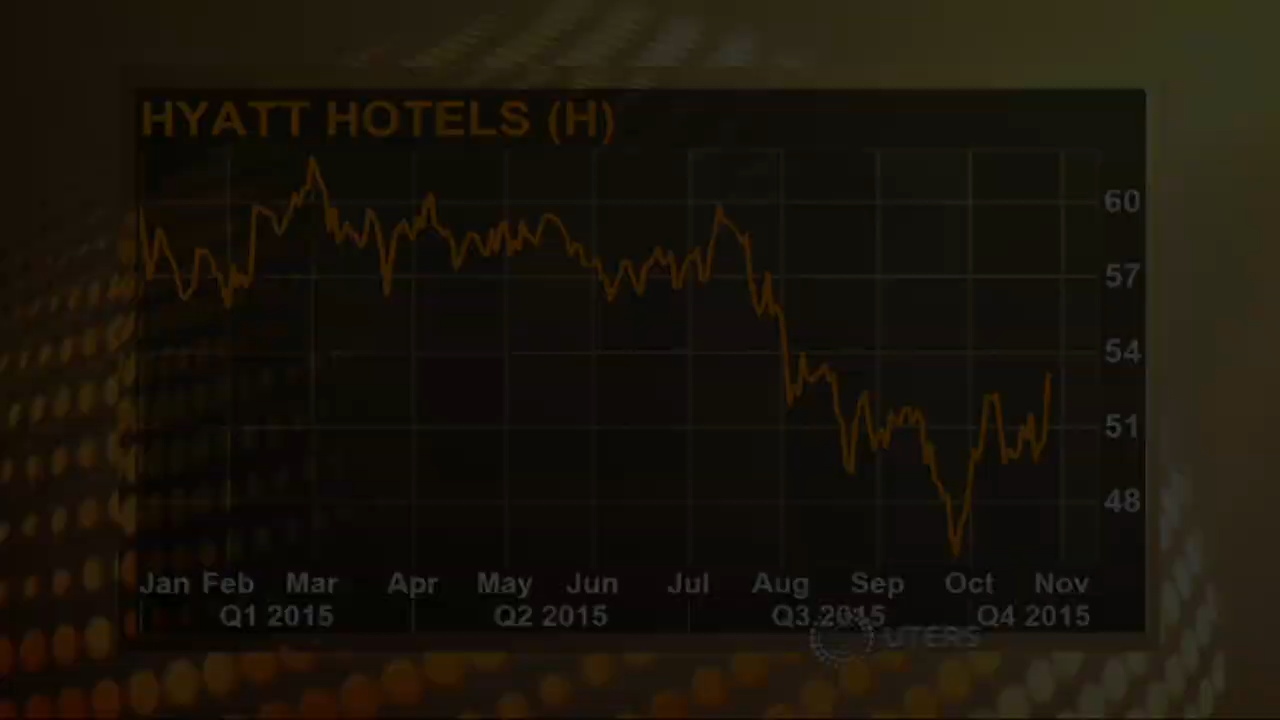 HYATT HOTELS (H)
60
57
54
51
48
Jan Feb Mar Apr May Jun Jul Aug Sep Oct Nov
Q1 2015 Q2 2015 Q3 2015 Q4 2015
UTERS